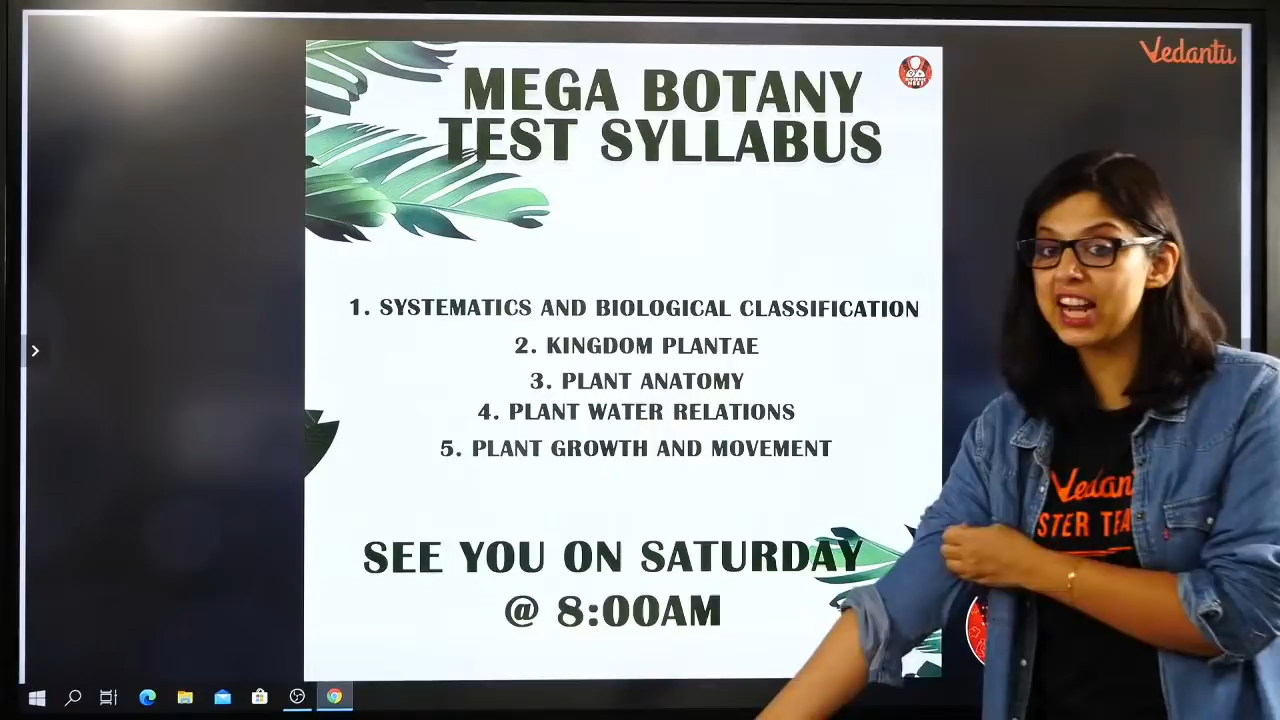 Vedantu
MEGA BOTANY
TEST SYLLABUS
1. SYSTEMATICS AND BIOLOGICAL CLASSIFICATION
2. KINGDOM PLANTAE
3. PLANT ANATOMY
4. PLANT WATER RELATIONS
5. PLANT GROWTH AND MOVEMENT
SEE YOU ON SATURDAY
@ 8:00AM
Vedan
STER TEA